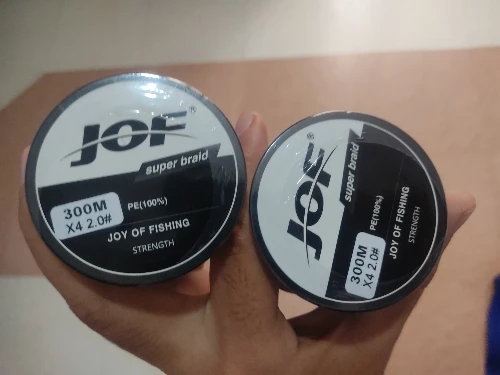 JOF®
super braid
300M
X4 2.0#
PE(100%)
JOY OF FISHING
STRENGTH
JOF®
super braid
300M
X4 2.0#
PE(100%)
JOY OF FISHING
STRENGTH